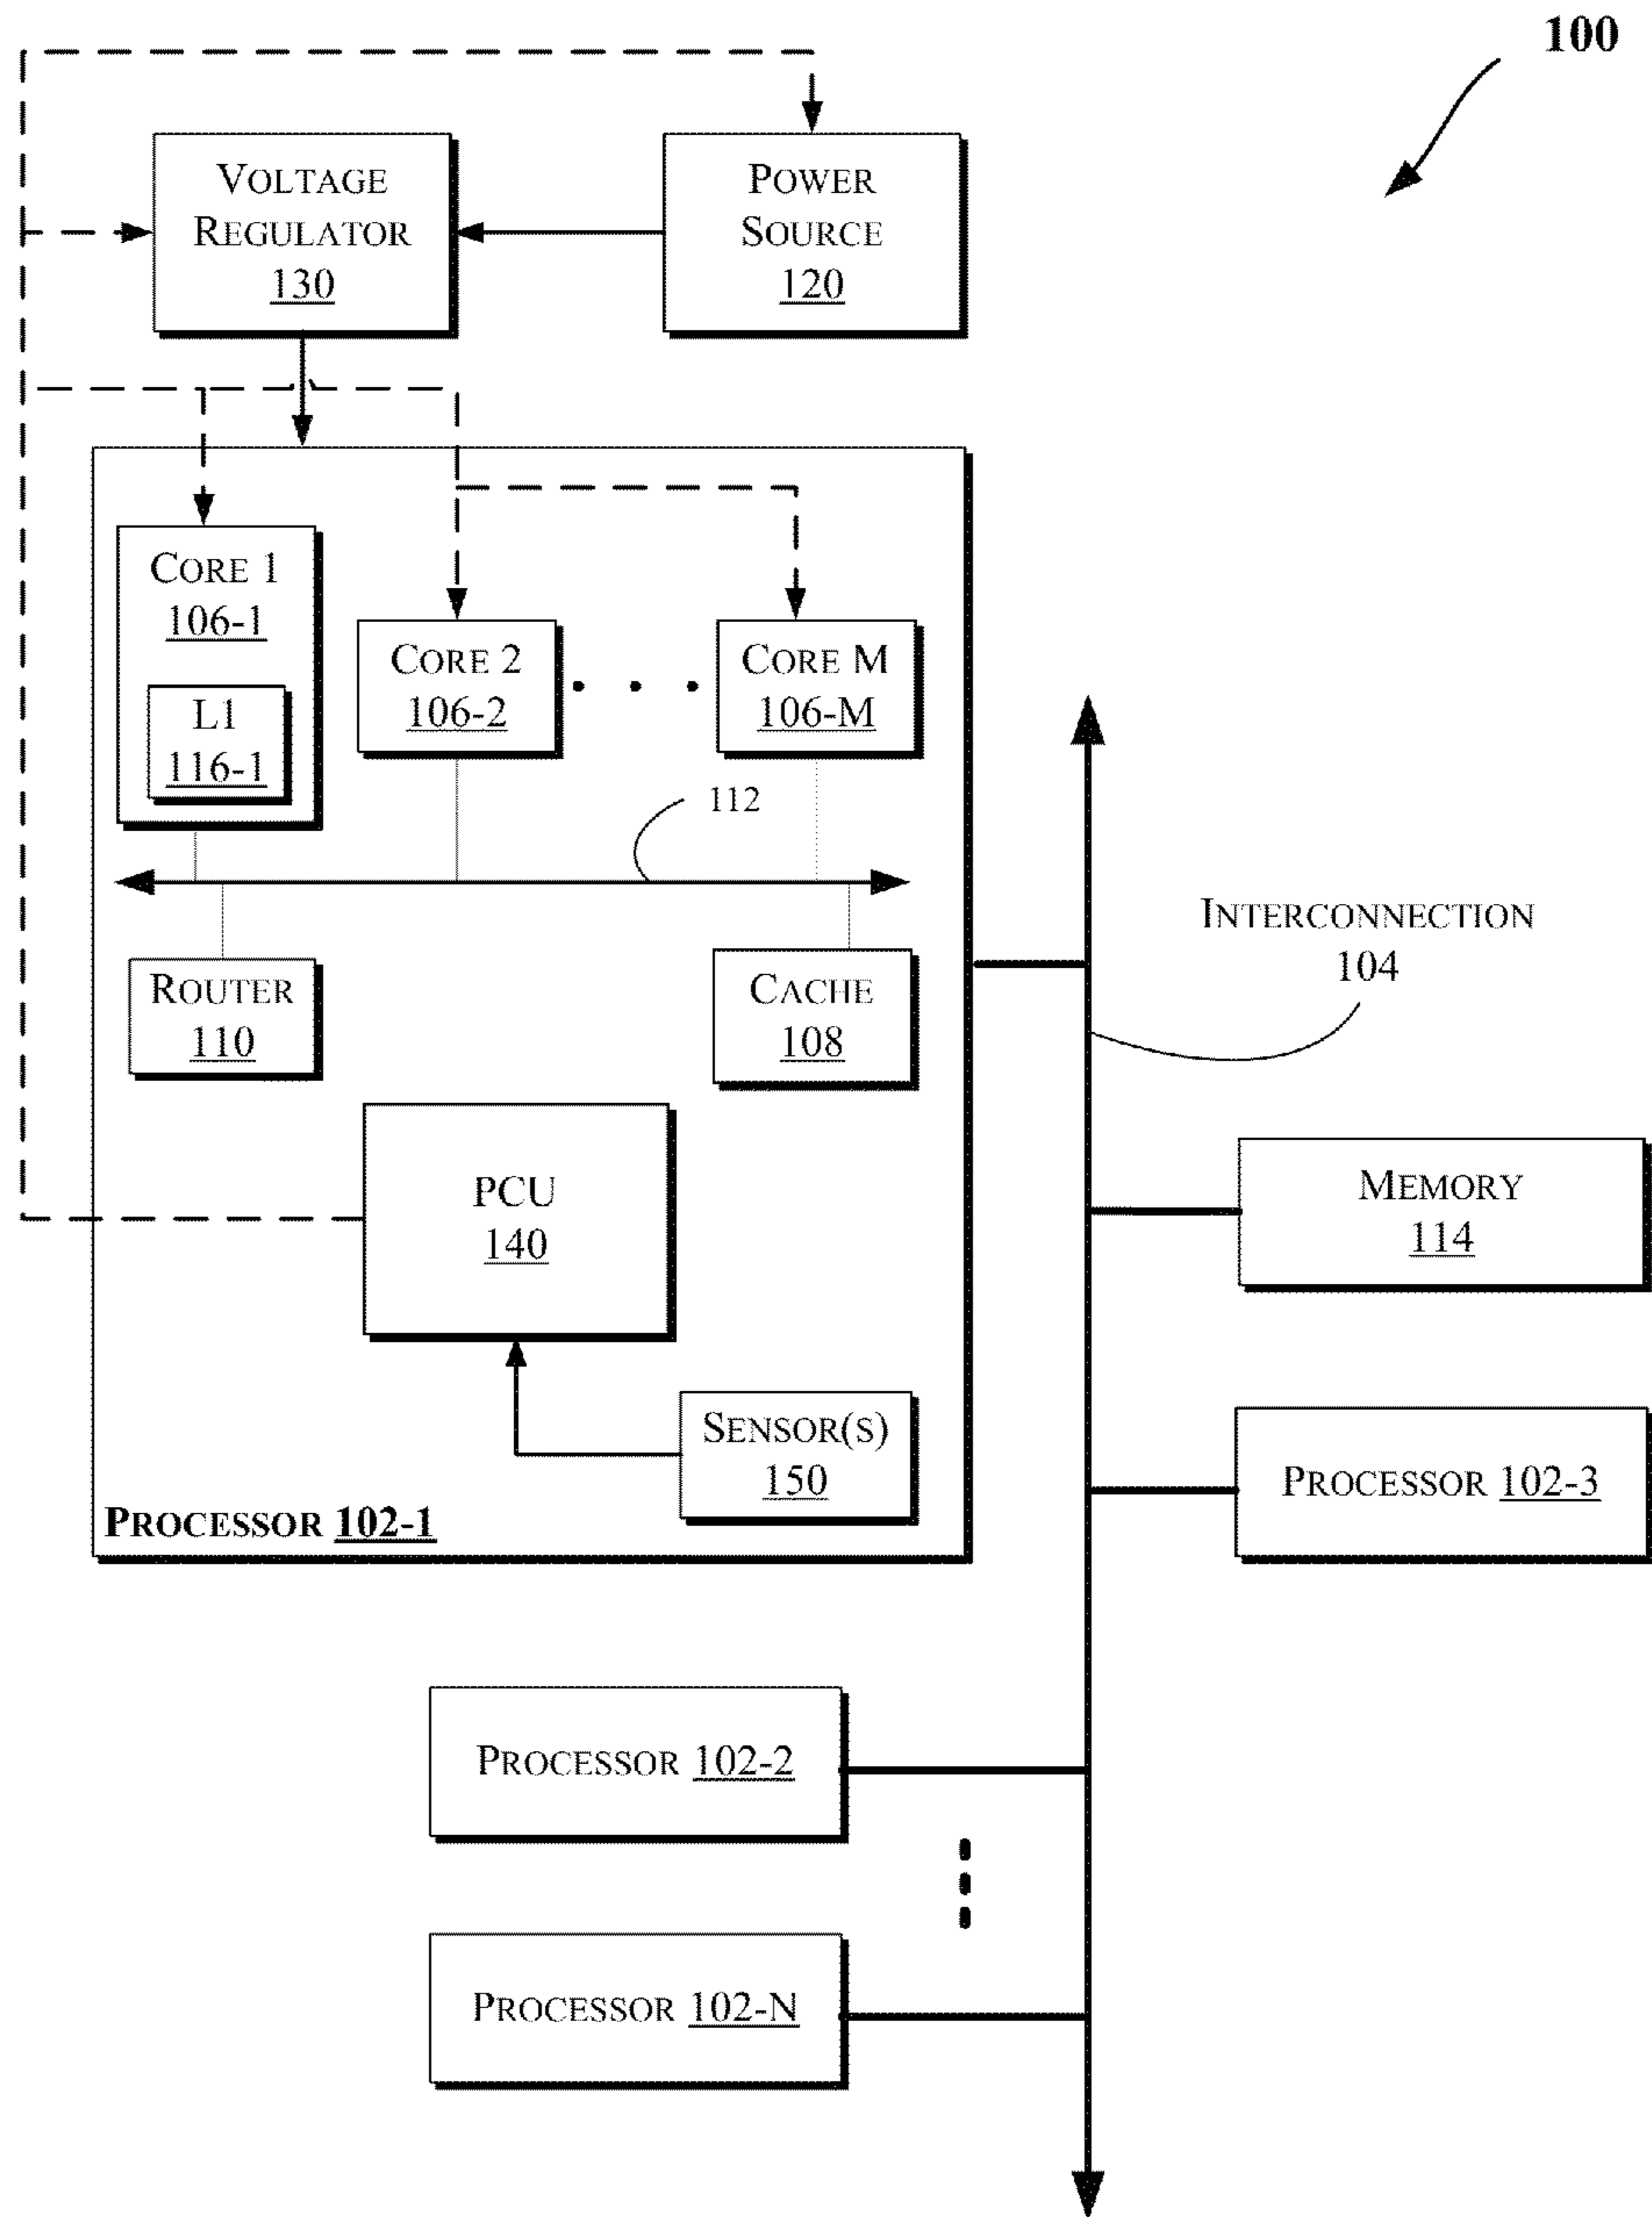 100
VOLTAGE
REGULATOR
130
POWER
SOURCE
120
CORE 1
106-1
L1
116-1
CORE 2
106-2
CORE M
106-M
112
INTERCONNECTION
104
ROUTER
110
CACHE
108
PCU
140
MEMORY
114
SENSOR(S)
150
PROCESSOR 102-1
PROCESSOR 102-3
PROCESSOR 102-2
PROCESSOR 102-N